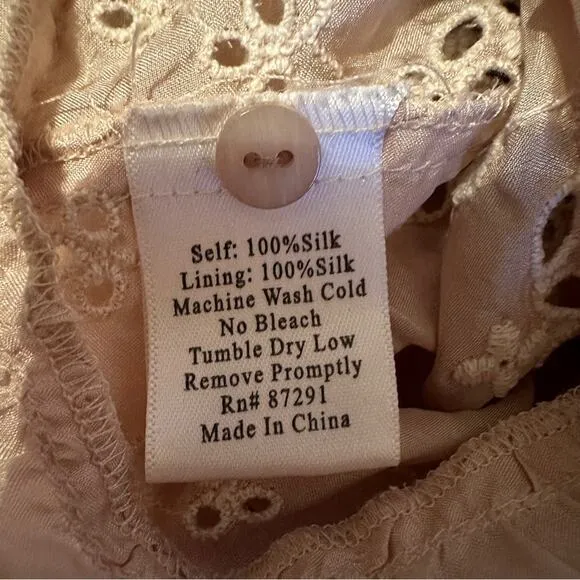 Self: 100%Silk
Lining: 100%Silk
Machine Wash Cold
No Bleach
Tumble Dry Low
Remove Promptly
Rn# 87291
Made In China